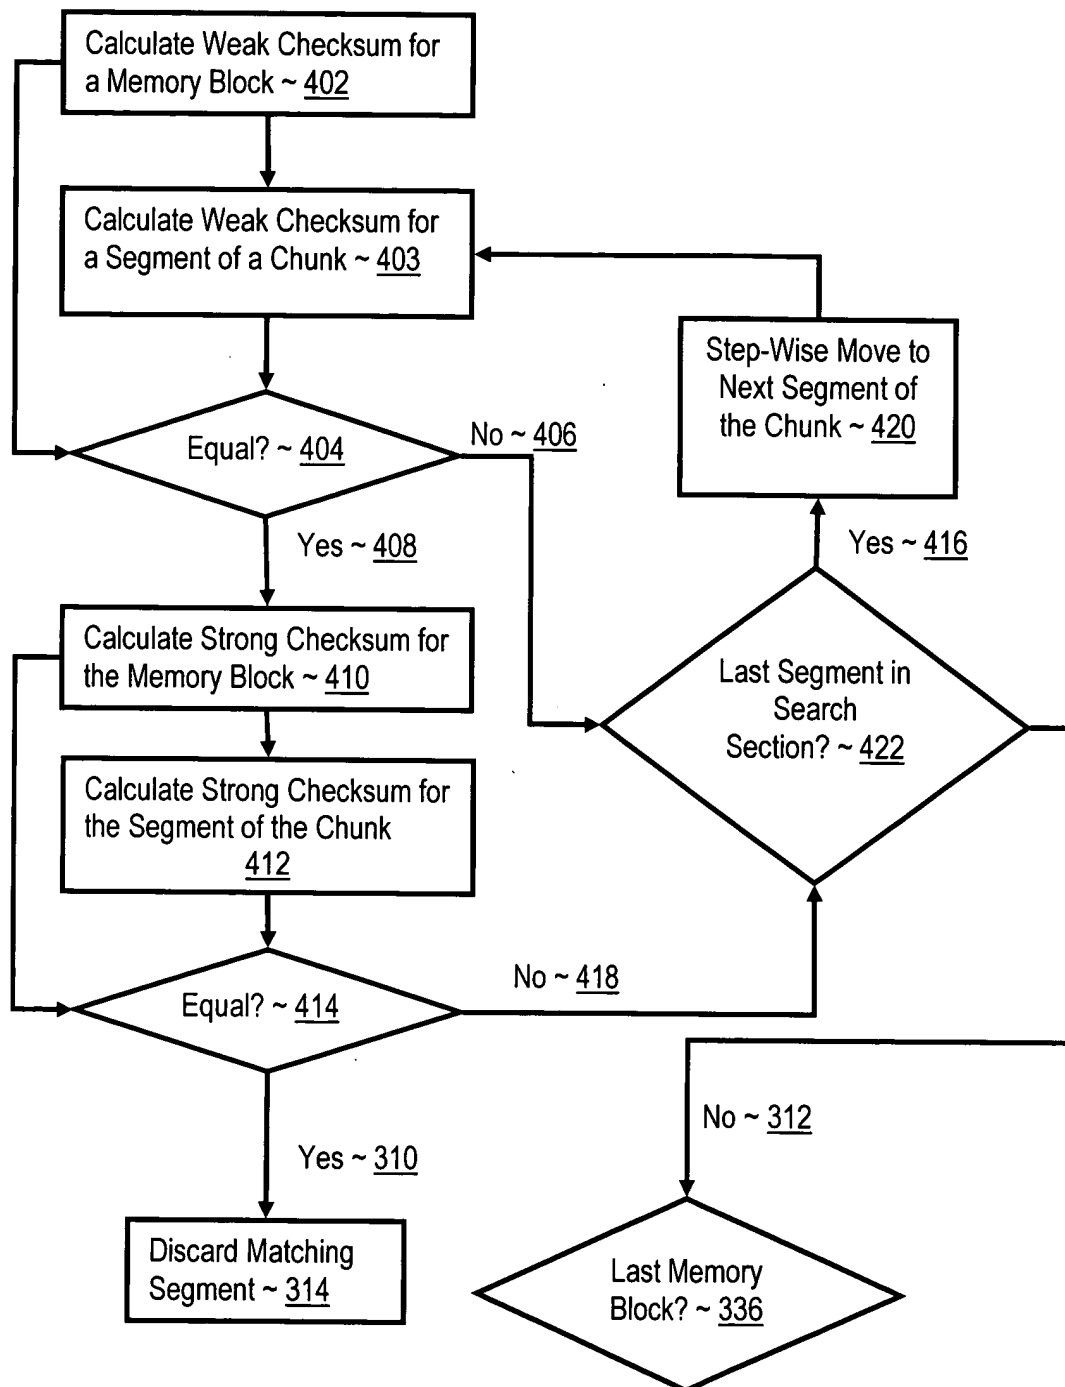 Calculate Weak Checksum for
a Memory Block ~ 402
Calculate Weak Checksum for
a Segment of a Chunk ~ 403
Equal? ~ 404
No ~ 406
Yes ~ 408
Step-Wise Move to
Next Segment of
the Chunk ~ 420
Yes ~ 416
Calculate Strong Checksum for
the Memory Block ~ 410
Last Segment in
Search
Section? ~ 422
Calculate Strong Checksum for
the Segment of the Chunk
412
Equal? ~ 414
No ~ 418
Yes ~ 310
No ~ 312
Discard Matching
Segment ~ 314
Last Memory
Block? ~ 336